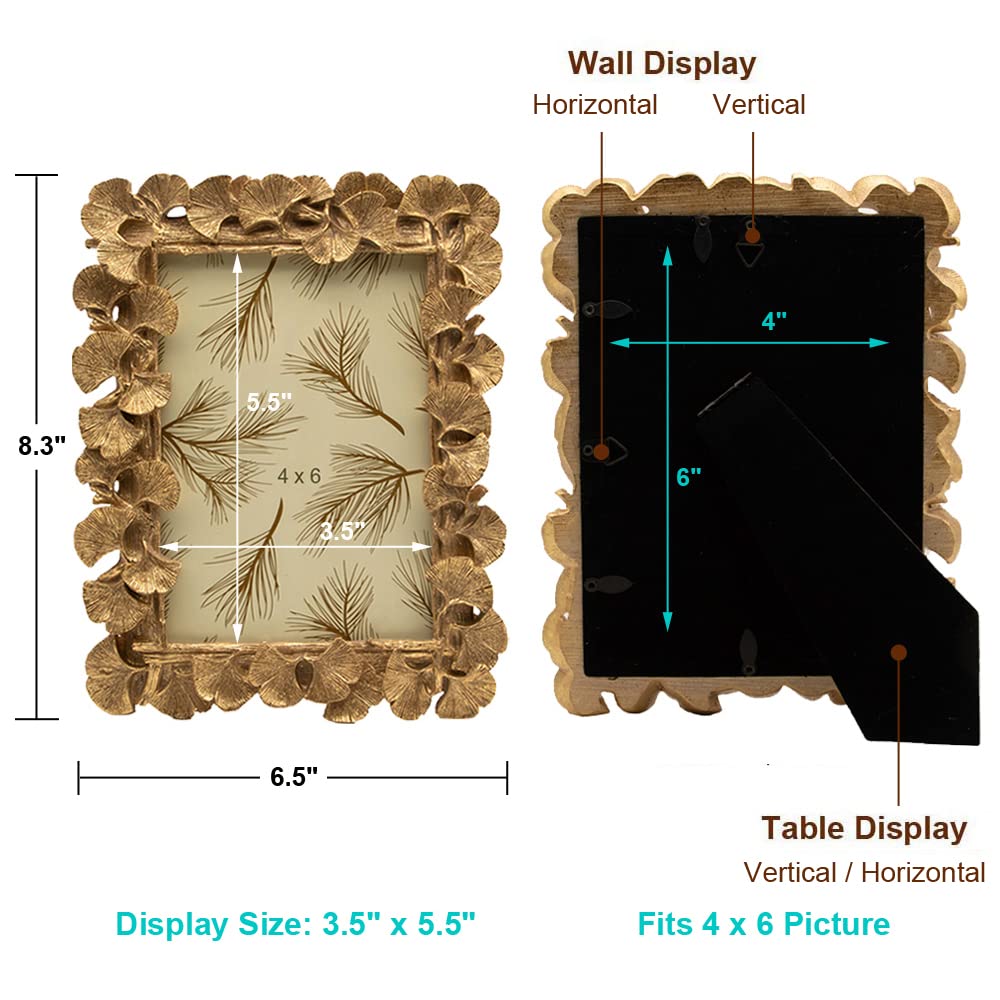 Wall Display
Horizontal Vertical
8.3"
5.5"
4 x 6
3.5"
6.5"
4"
6"
Table Display
Vertical / Horizontal
Display Size: 3.5" x 5.5"
Fits 4 x 6 Picture